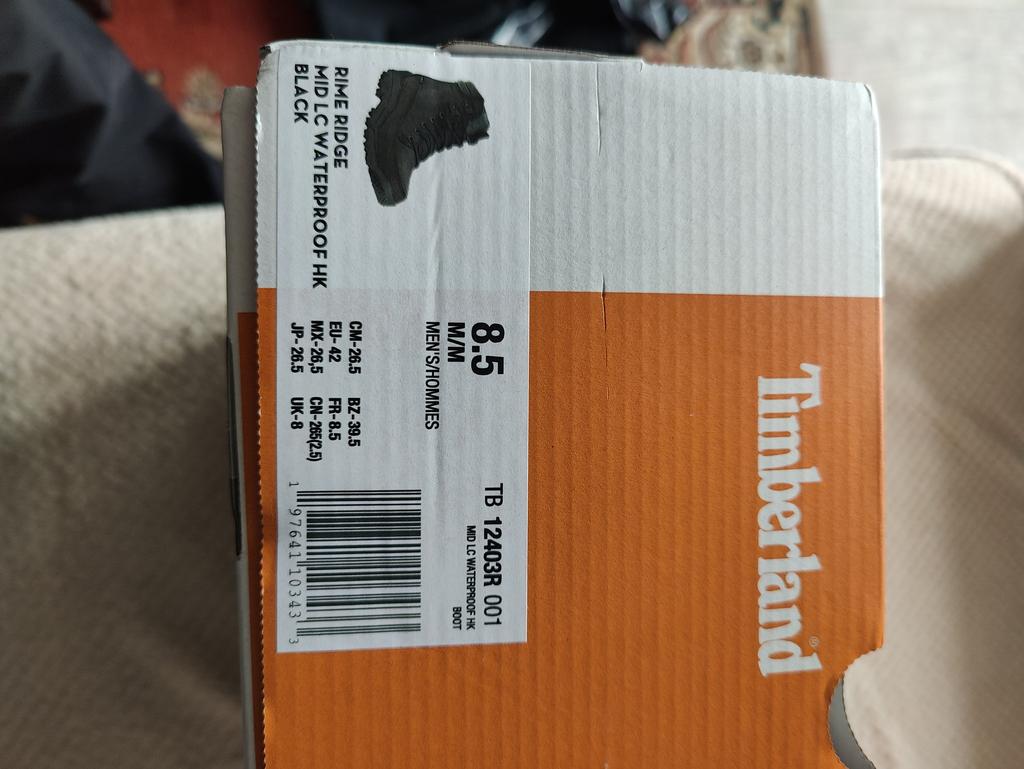 RIME RIDGE
MID LC WATERPROOF HK
BLACK
8.5
M/M
MEN'S/HOMMES
CM-26.5 BZ-39.5
EU- 42 FR-8.5
MX-26,5 CN-265(2.5)
JP- 26.5 UK-8
TB 12403R 001
MID LC WATERPROOF HK
BOOT
1 97641 10343 3
Timberland®